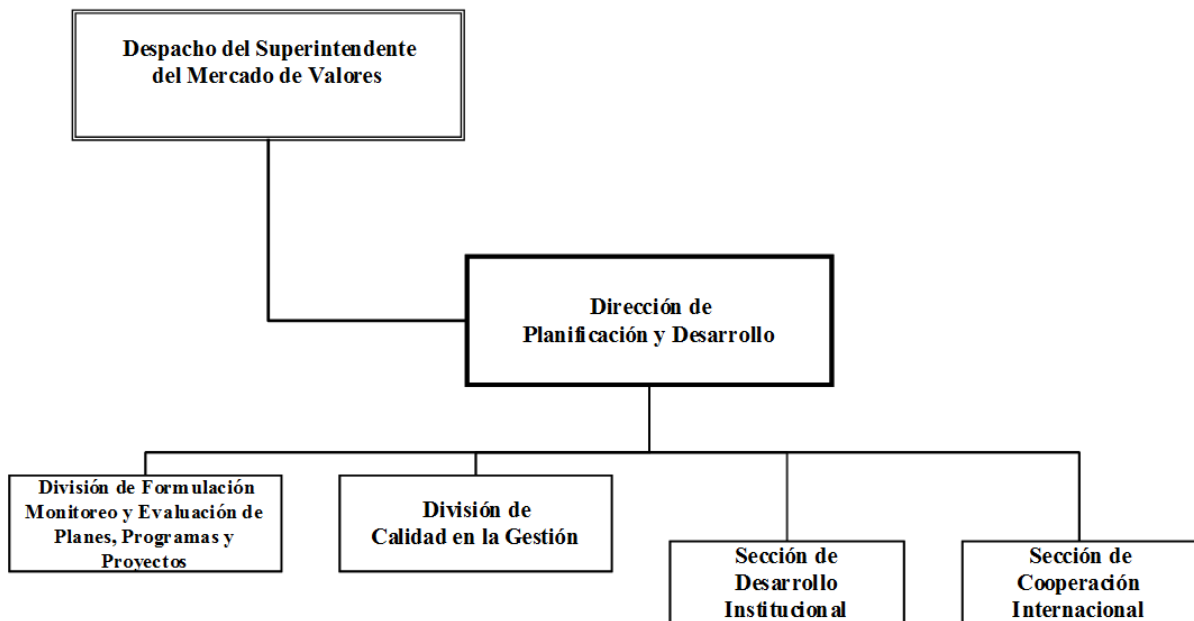 Despacho del Superintendente
del Mercado de Valores
Dirección de
Planificación y Desarrollo
División de Formulación
Monitoreo y Evaluación de
Planes, Programas y
Proyectos
División de
Calidad en la Gestión
Sección de
Desarrollo
Institucional
Sección de
Cooperación
Internacional